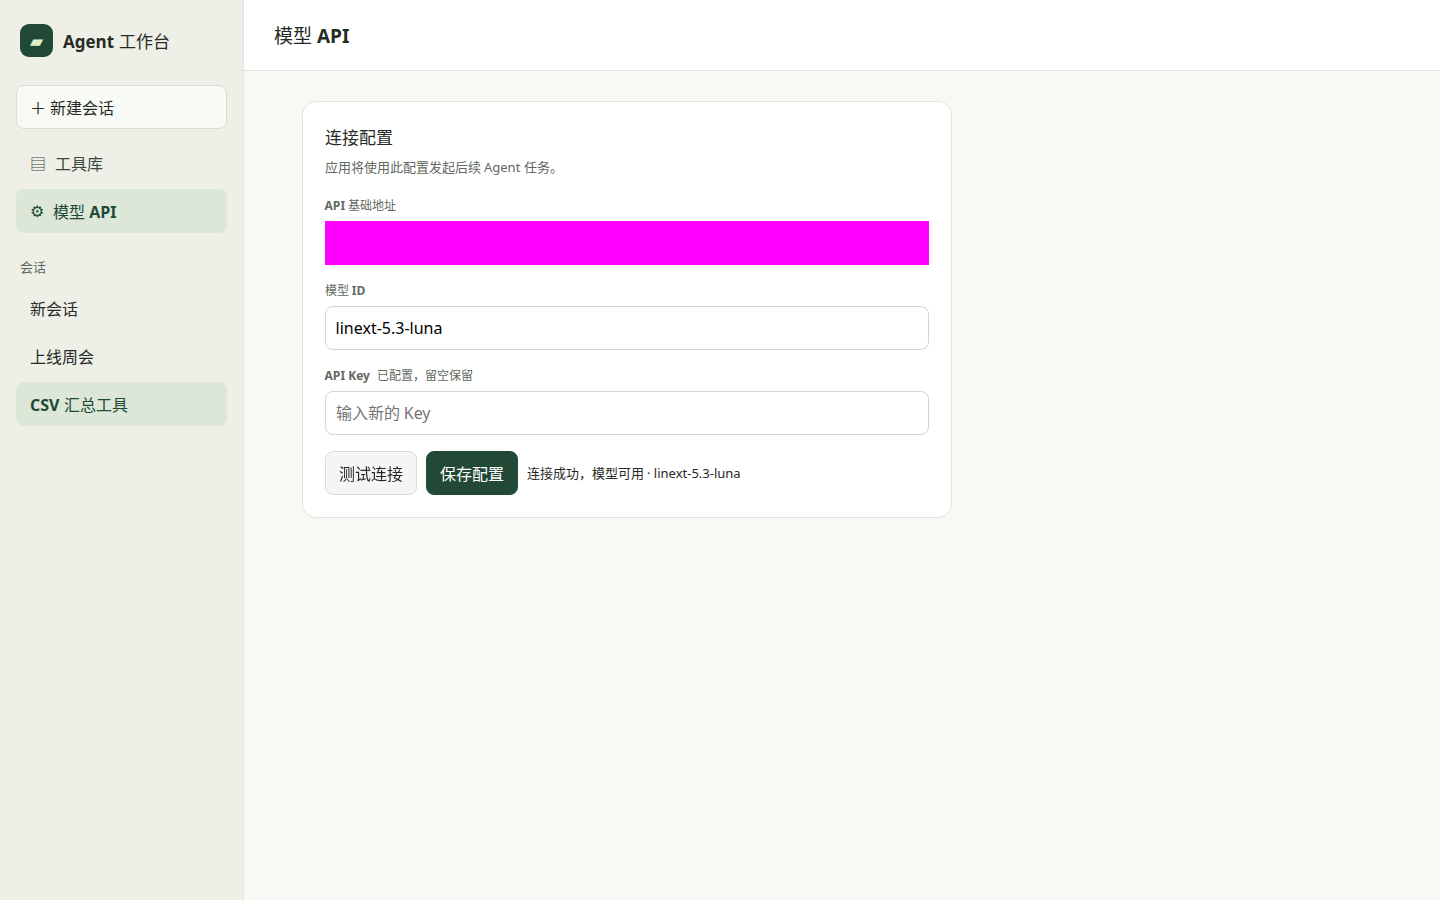 Agent 工作台
＋ 新建会话
工具库
模型 API
会话
新会话
上线周会
CSV 汇总工具
模型 API
连接配置
应用将使用此配置发起后续 Agent 任务。
API 基础地址
模型 ID
linext-5.3-luna
API Key 已配置，留空保留
输入新的 Key
测试连接
保存配置
连接成功，模型可用 · linext-5.3-luna